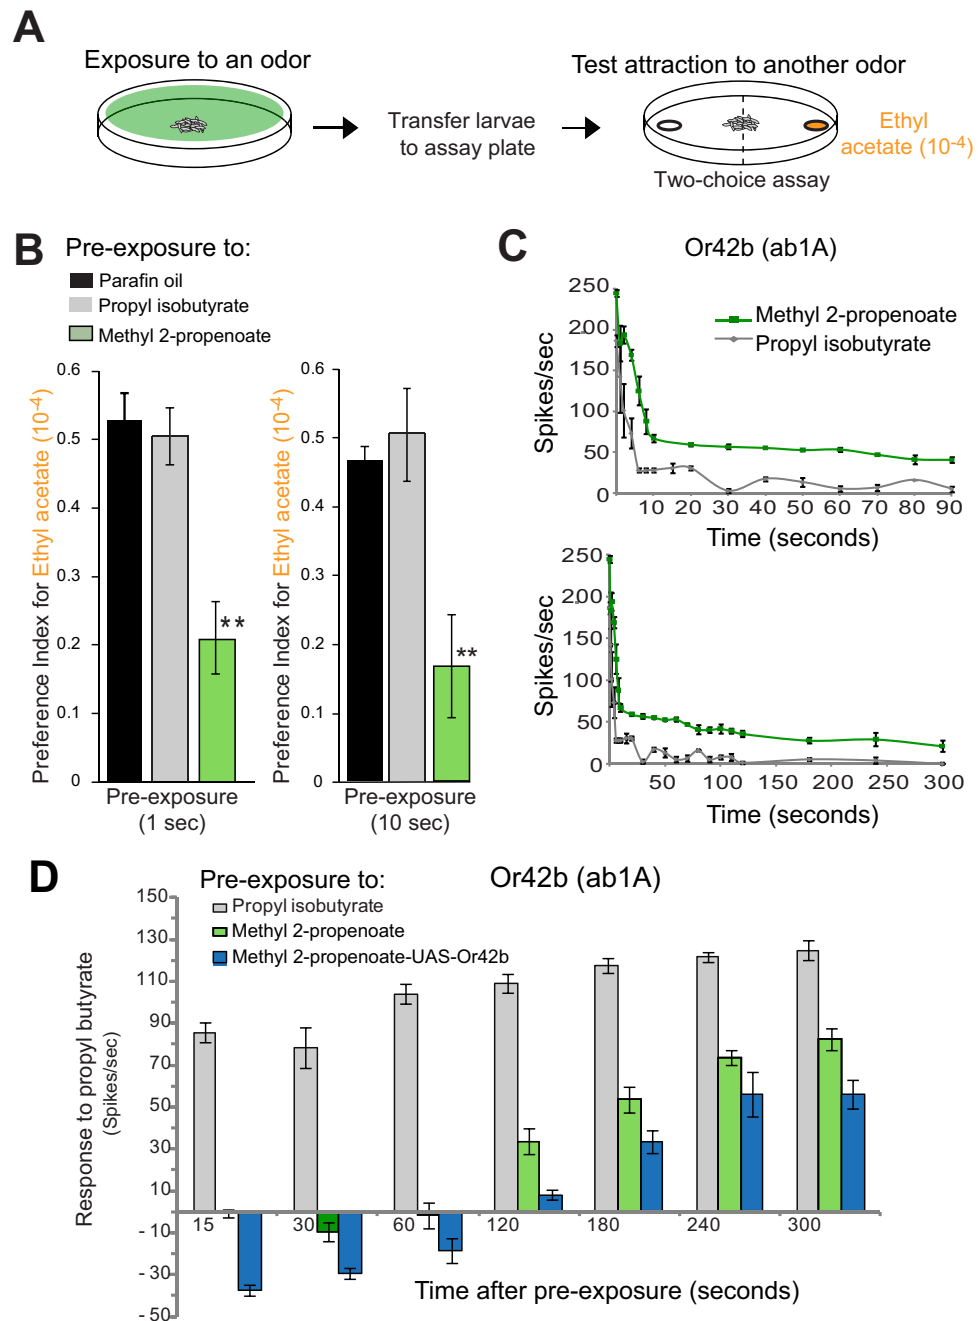 A
Exposure to an odor
Transfer larvae
to assay plate
Test attraction to another odor
Ethyl
acetate (10-4)
Two-choice assay
B
Pre-exposure to:
Parafin oil
Propyl isobutyrate
Methyl 2-propenoate
Preference Index for Ethyl acetate (10-4)
0.6
0.5
0.4
0.3
0.2
0.1
0
**
Pre-exposure
(1 sec)
Preference Index for Ethyl acetate (10-4)
0.6
0.5
0.4
0.3
0.2
0.1
0
**
Pre-exposure
(10 sec)
C
Or42b (ab1A)
Methyl 2-propenoate
Propyl isobutyrate
Spikes/sec
250
200
150
100
50
0
10 20 30 40 50 60 70 80 90
Time (seconds)
Spikes/sec
250
200
150
100
50
0
50 100 150 200 250 300
Time (seconds)
D
Pre-exposure to:
Or42b (ab1A)
Propyl isobutyrate
Methyl 2-propenoate
Methyl 2-propenoate-UAS-Or42b
Response to propyl butyrate
(Spikes/sec)
150
130
110
90
70
50
30
10
-10
-30
-50
15 30 60 120 180 240 300
Time after pre-exposure (seconds)